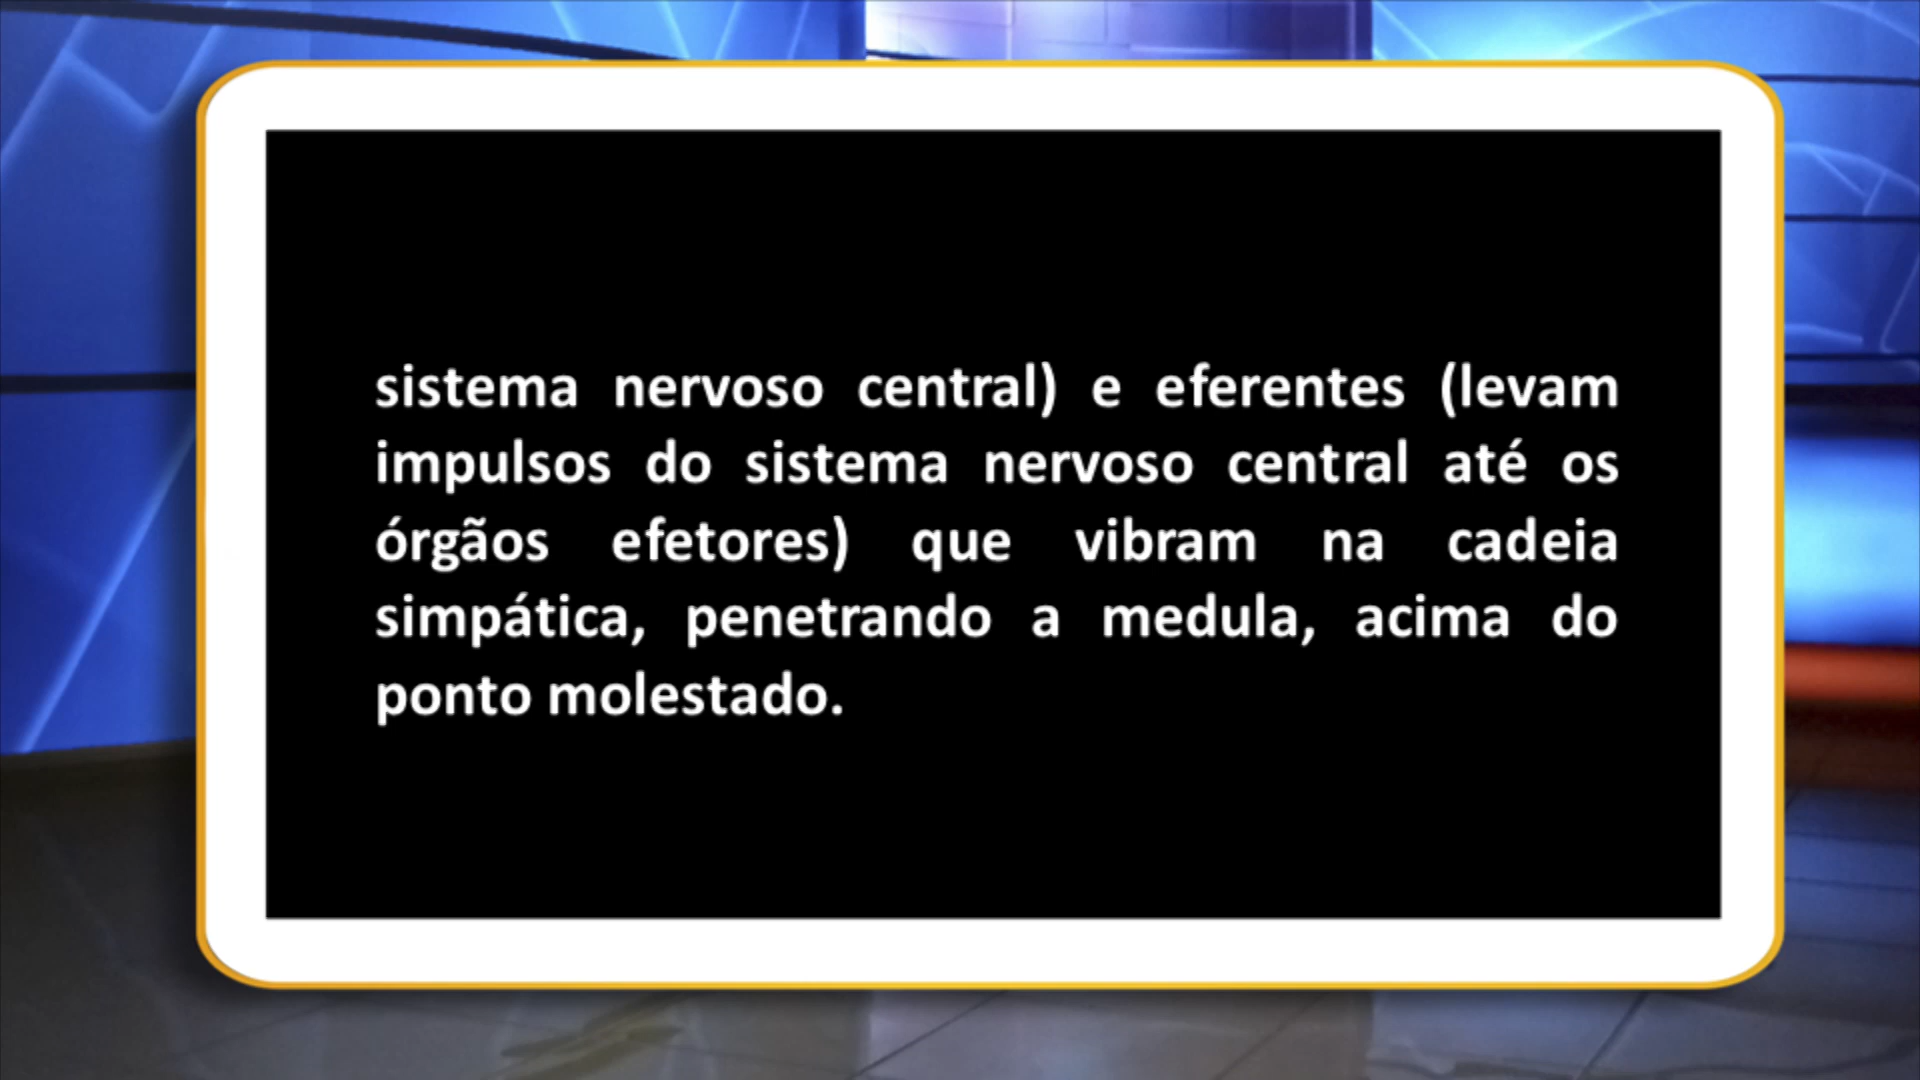 sistema nervoso central) e eferentes (levam
impulsos do sistema nervoso central até os
órgãos efetores) que vibram na cadeia
simpática, penetrando a medula, acima do
ponto molestado.